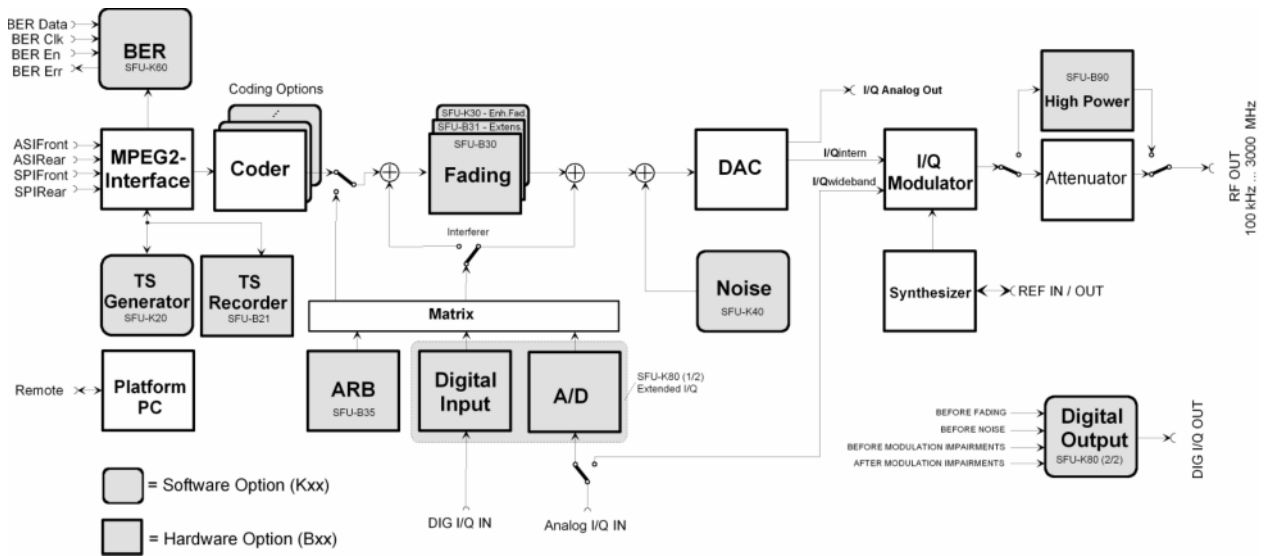 BER Data
BER Clk
BER En
BER Err
BER
SFU-K60
ASIFront
ASIRear
SPIFront
SPIRear
MPEG2-
Interface
Coding Options
Coder
SFU-K30 - Enh.Fad.
SFU-B31 - Extens.
SFU-B30
Fading
Interferer
DAC
I/Q Analog Out
I/Qintern
I/Qwideband
I/Q
Modulator
SFU-B90
High Power
Attenuator
RF OUT
100 kHz ... 3000 MHz
TS
Generator
SFU-K20
TS
Recorder
SFU-B21
Noise
SFU-K40
Synthesizer
REF IN / OUT
Matrix
Remote
Platform
PC
ARB
SFU-B35
Digital
Input
A/D
SFU-K80 (1/2)
Extended I/Q
BEFORE FADING
BEFORE NOISE
BEFORE MODULATION IMPAIRMENTS
AFTER MODULATION IMPAIRMENTS
Digital
Output
SFU-K80 (2/2)
DIG I/Q OUT
= Software Option (Kxx)
= Hardware Option (Bxx)
DIG I/Q IN
Analog I/Q IN